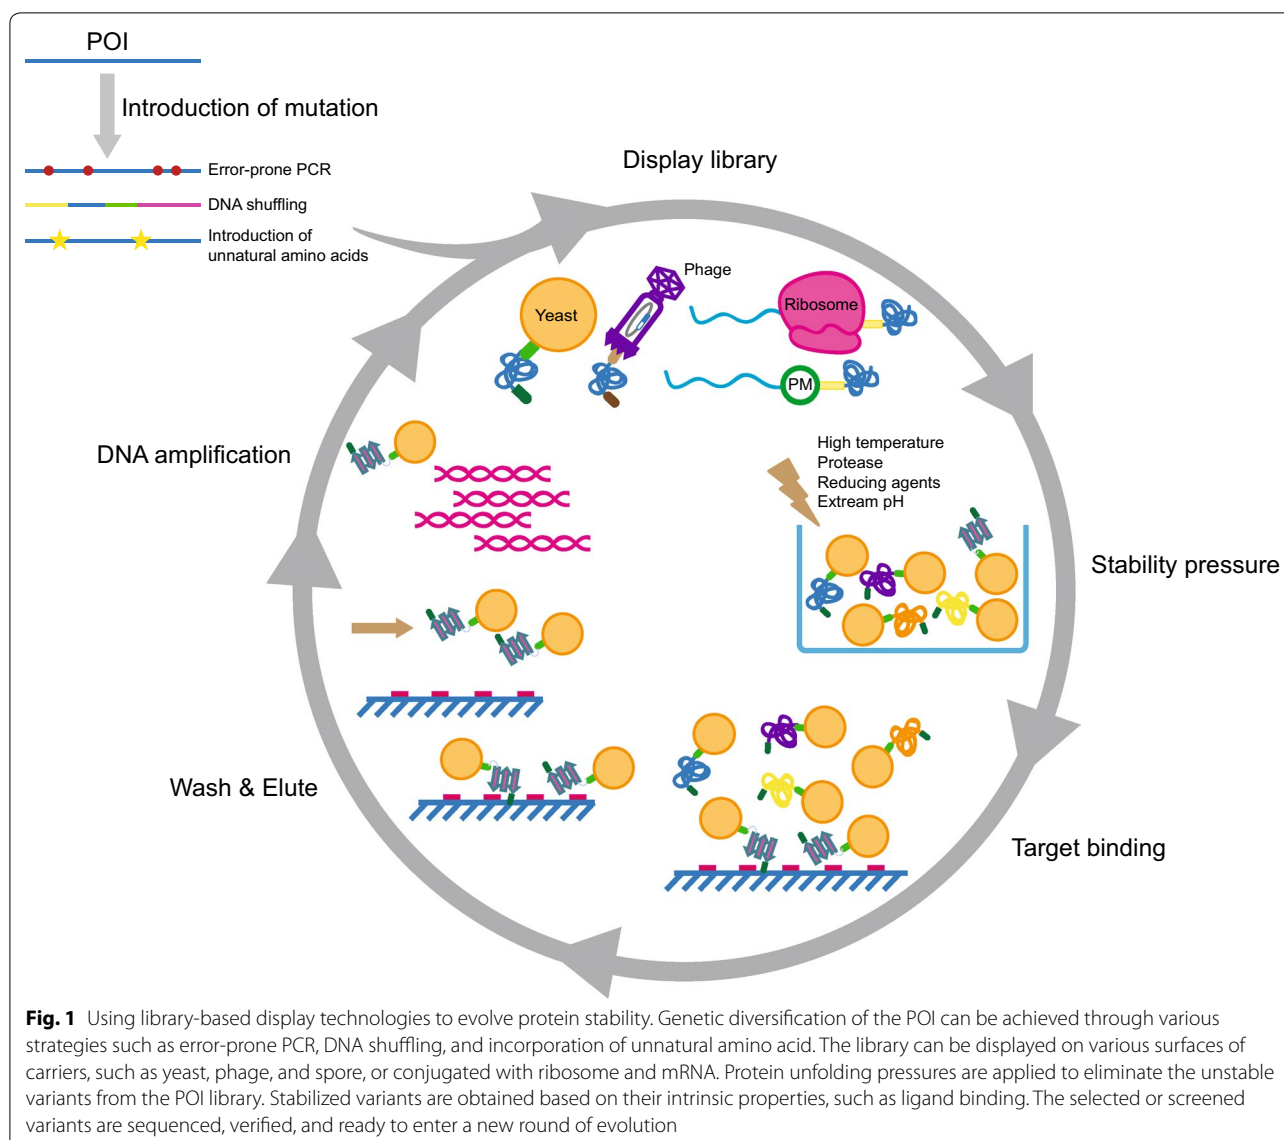 POI
Introduction of mutation
Error-prone PCR
DNA shuffling
Introduction of
unnatural amino acids
Display library
Phage
Yeast
Ribosome
PM
DNA amplification
High temperature
Protease
Reducing agents
Extream pH
Stability pressure
Wash & Elute
Target binding
Fig. 1 Using library-based display technologies to evolve protein stability. Genetic diversification of the POI can be achieved through various
strategies such as error-prone PCR, DNA shuffling, and incorporation of unnatural amino acid. The library can be displayed on various surfaces of
carriers, such as yeast, phage, and spore, or conjugated with ribosome and mRNA. Protein unfolding pressures are applied to eliminate the unstable
variants from the POI library. Stabilized variants are obtained based on their intrinsic properties, such as ligand binding. The selected or screened
variants are sequenced, verified, and ready to enter a new round of evolution